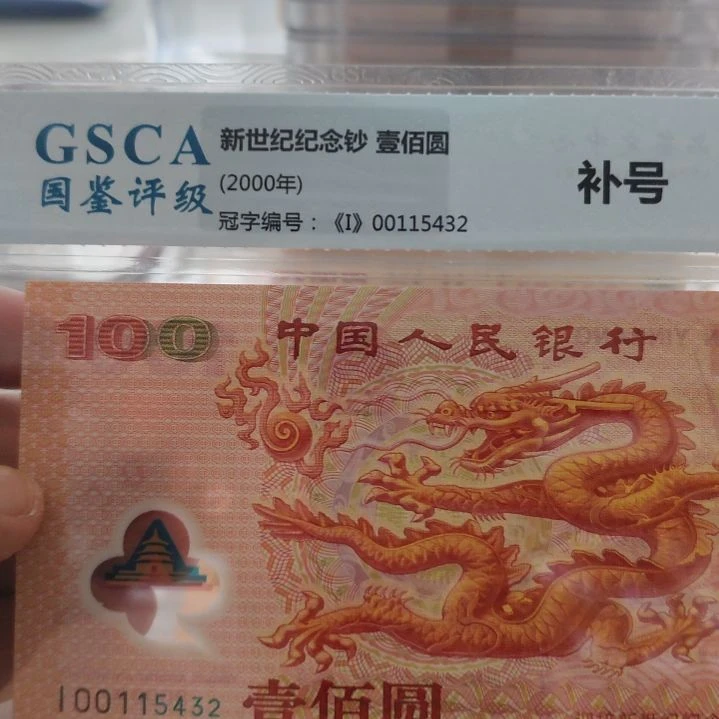 GSCA
国鉴评级
新世纪纪念钞 壹佰圆
(2000年)
冠字编号：《I》00115432
补号
100
中国人民银行
I00115432
壹佰圆